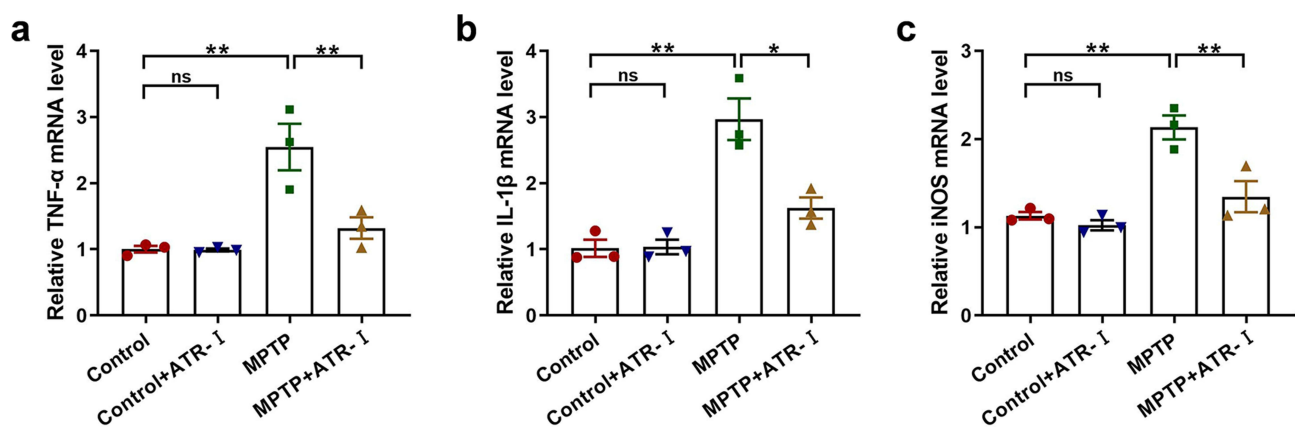 a
Relative TNF-α mRNA level
4
3
2
1
0
**
**
ns
Control
Control+ATR-Ⅰ
MPTP
MPTP+ATR-Ⅰ
b
Relative IL-1β mRNA level
4
3
2
1
0
**
*
ns
Control
Control+ATR-Ⅰ
MPTP
MPTP+ATR-Ⅰ
c
Relative iNOS mRNA level
3
2
1
0
**
**
ns
Control
Control+ATR-Ⅰ
MPTP
MPTP+ATR-Ⅰ